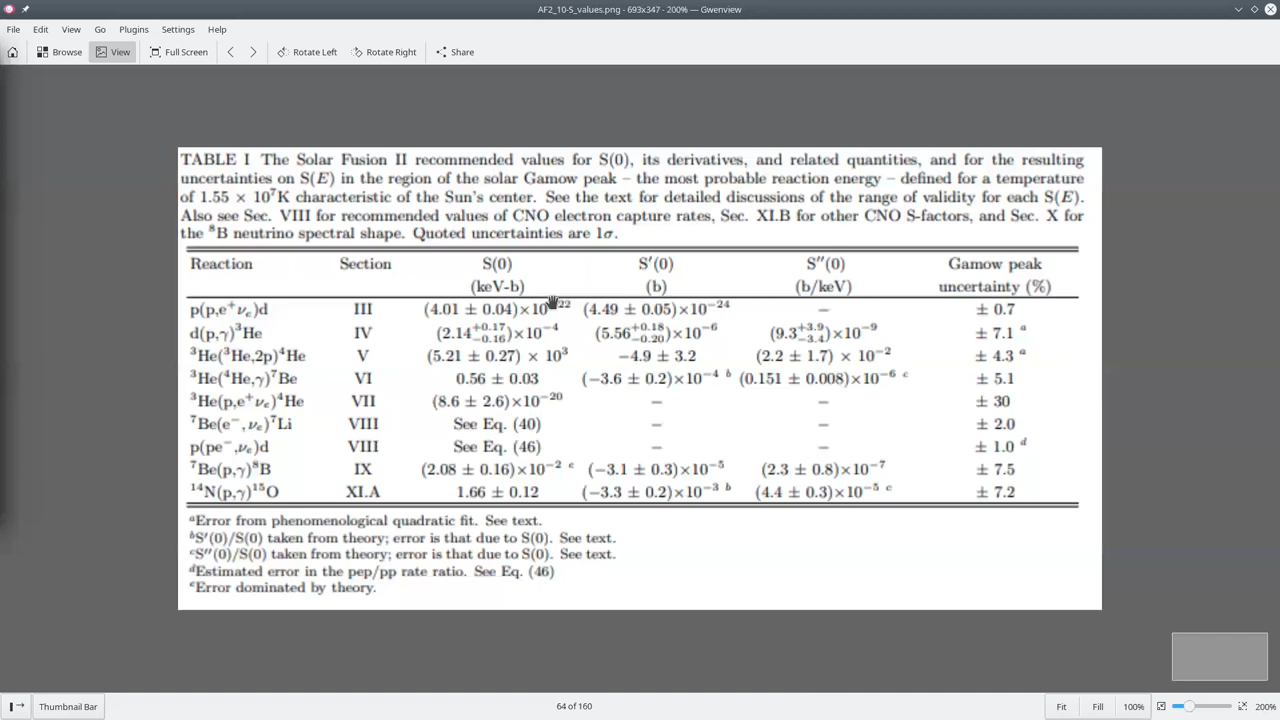 AF2_10-S_values.png - 693x347 - 200% — Gwenview
File Edit View Go Plugins Settings Help
Browse View Full Screen Rotate Left Rotate Right Share
TABLE I The Solar Fusion II recommended values for S(0), its derivatives, and related quantities, and for the resulting
uncertainties on S(E) in the region of the solar Gamow peak – the most probable reaction energy – defined for a temperature
of 1.55 × 10⁷K characteristic of the Sun's center. See the text for detailed discussions of the range of validity for each S(E).
Also see Sec. VIII for recommended values of CNO electron capture rates, Sec. XI.B for other CNO S-factors, and Sec. X for
the ⁸B neutrino spectral shape. Quoted uncertainties are 1σ.
Reaction Section S(0) S′(0) S″(0) Gamow peak
(keV-b) (b) (b/keV) uncertainty (%)
p(p,e⁺νₑ)d III (4.01 ± 0.04)×10⁻²² (4.49 ± 0.05)×10⁻²⁴ – ± 0.7
d(p,γ)³He IV (2.14⁺⁰·¹⁷₋₀.₁₆)×10⁻⁴ (5.56⁺⁰·¹⁸₋₀.₂₀)×10⁻⁶ (9.3⁺³·⁹₋₃.₄)×10⁻⁹ ± 7.1 ᵃ
³He(³He,2p)⁴He V (5.21 ± 0.27) × 10³ −4.9 ± 3.2 (2.2 ± 1.7) × 10⁻² ± 4.3 ᵃ
³He(⁴He,γ)⁷Be VI 0.56 ± 0.03 (−3.6 ± 0.2)×10⁻⁴ ᵇ (0.151 ± 0.008)×10⁻⁶ ᶜ ± 5.1
³He(p,e⁺νₑ)⁴He VII (8.6 ± 2.6)×10⁻²⁰ – – ± 30
⁷Be(e⁻,νₑ)⁷Li VIII See Eq. (40) – – ± 2.0
p(pe⁻,νₑ)d VIII See Eq. (46) – – ± 1.0 ᵈ
⁷Be(p,γ)⁸B IX (2.08 ± 0.16)×10⁻² ᵉ (−3.1 ± 0.3)×10⁻⁵ (2.3 ± 0.8)×10⁻⁷ ± 7.5
¹⁴N(p,γ)¹⁵O XI.A 1.66 ± 0.12 (−3.3 ± 0.2)×10⁻³ ᵇ (4.4 ± 0.3)×10⁻⁵ ᶜ ± 7.2
ᵃError from phenomenological quadratic fit. See text.
ᵇS′(0)/S(0) taken from theory; error is that due to S(0). See text.
ᶜS″(0)/S(0) taken from theory; error is that due to S(0). See text.
ᵈEstimated error in the pep/pp rate ratio. See Eq. (46)
ᵉError dominated by theory.
Thumbnail Bar 64 of 160 Fit Fill 100% 200%